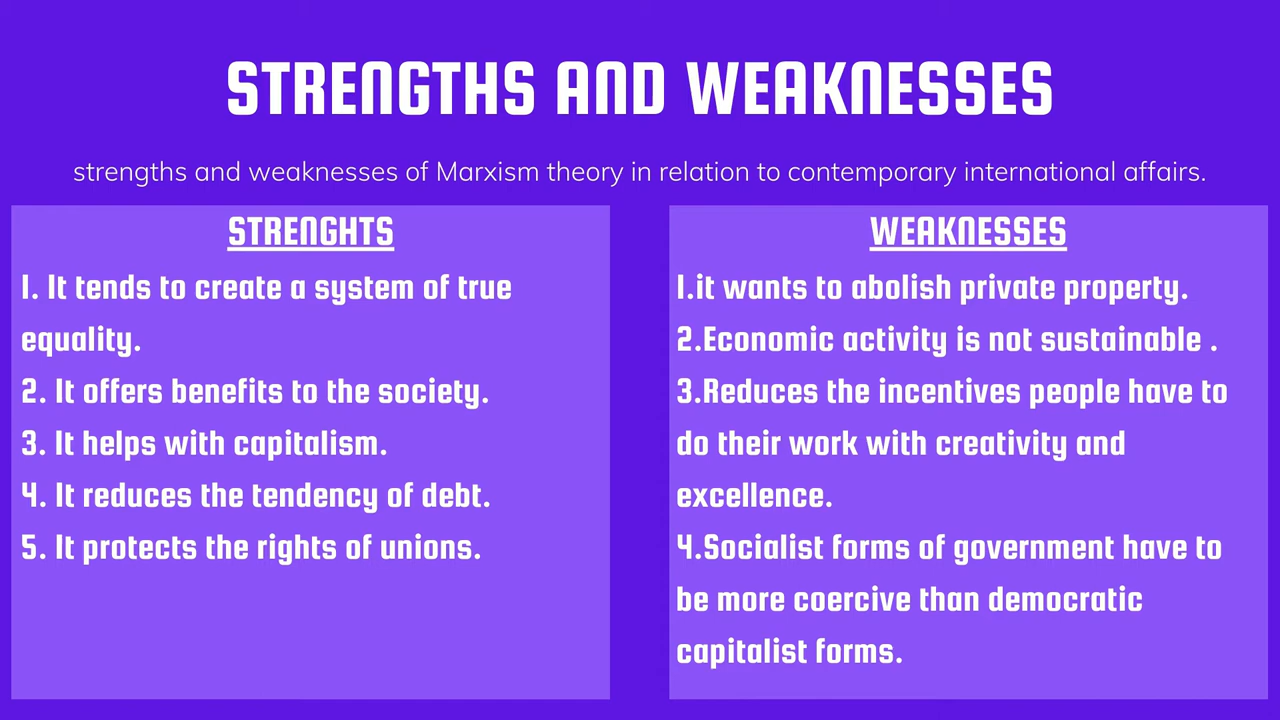 STRENGTHS AND WEAKNESSES
strengths and weaknesses of Marxism theory in relation to contemporary international affairs.
STRENGHTS
1. It tends to create a system of true
equality.
2. It offers benefits to the society.
3. It helps with capitalism.
4. It reduces the tendency of debt.
5. It protects the rights of unions.
WEAKNESSES
1.it wants to abolish private property.
2.Economic activity is not sustainable .
3.Reduces the incentives people have to
do their work with creativity and
excellence.
4.Socialist forms of government have to
be more coercive than democratic
capitalist forms.